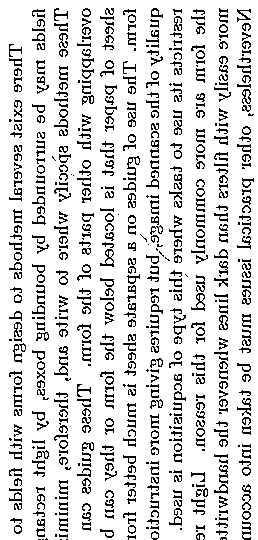 There exist several methods to design forms with fields to
fields may be surrounded by bounding boxes, by light rectang
These methods specify where to write and, therefore, minimi
overlapping with other parts of the form. These guides can
sheet of paper that is located below the form or they can b
form. The use of guides on a separate sheet is much better fro
quality of the scanned image, but requires giving more instructio
restricts its use to tasks where this type of acquisition is used.
the form are more commonly used for this reason. Light re
more easily with filters than dark lines whenever the handwritte
Nevertheless, other practical issues must be taken into accoun